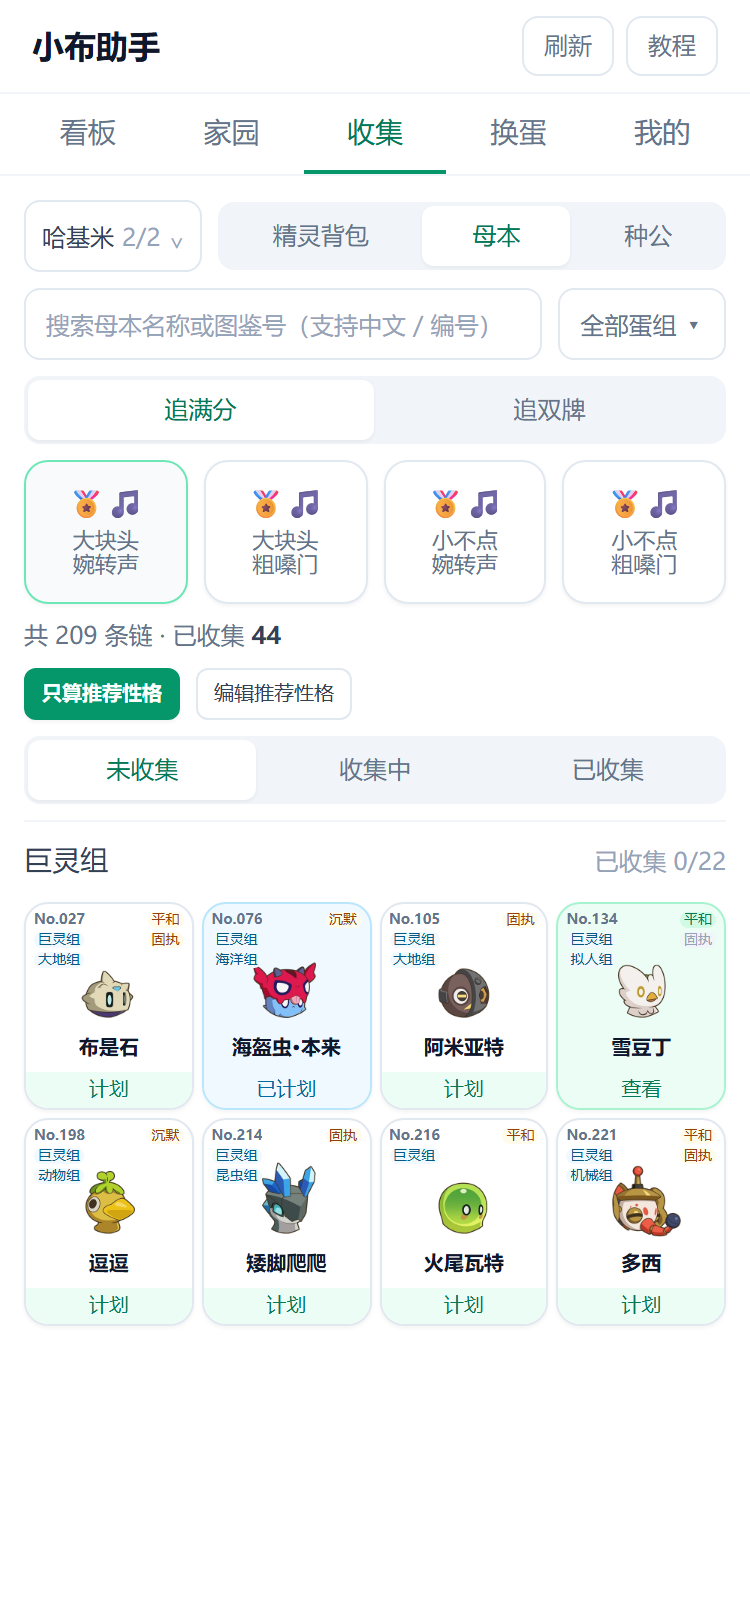 小布助手
刷新
教程
看板
家园
收集
换蛋
我的
哈基米 2/2
精灵背包
母本
种公
搜索母本名称或图鉴号（支持中文 / 编号）
全部蛋组
追满分
追双牌
大块头
婉转声
大块头
粗嗓门
小不点
婉转声
小不点
粗嗓门
共 209 条链 · 已收集 44
只算推荐性格
编辑推荐性格
未收集
收集中
已收集
巨灵组
已收集 0/22
No.027
平和
巨灵组
固执
大地组
布是石
计划
No.076
沉默
巨灵组
海洋组
海盔虫·本来
已计划
No.105
固执
巨灵组
大地组
阿米亚特
计划
No.134
平和
巨灵组
固执
拟人组
雪豆丁
查看
No.198
沉默
巨灵组
动物组
逗逗
计划
No.214
固执
巨灵组
昆虫组
矮脚爬爬
计划
No.216
平和
巨灵组
火尾瓦特
计划
No.221
平和
巨灵组
固执
机械组
多西
计划